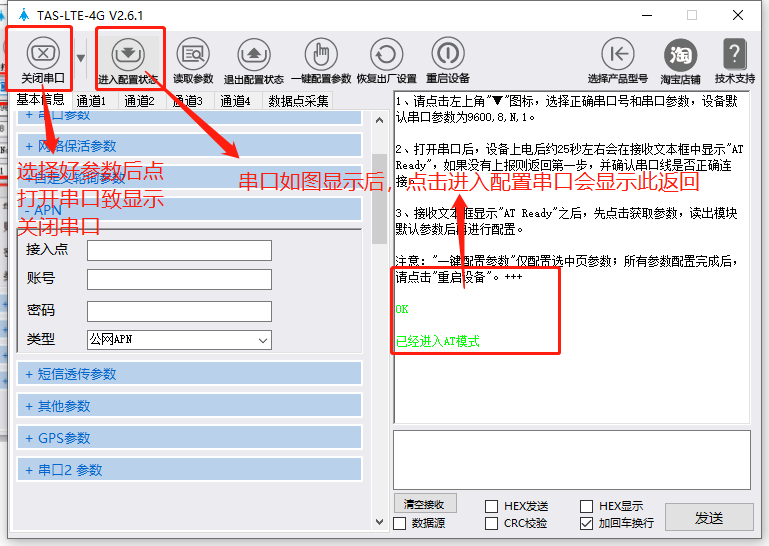 TAS-LTE-4G V2.6.1
关闭串口
进入配置状态
读取参数
退出配置状态
一键配置参数
恢复出厂设置
重启设备
选择产品型号
淘
淘宝店铺
技术支持
基本信息
通道1
通道2
通道3
通道4
数据点采集
+ 串口参数
+ 网络保活参数
+自定义轮询参数
- APN
接入点
账号
密码
类型
公网APN
+ 短信透传参数
+ 其他参数
+ GPS参数
+ 串口2 参数
选择好参数后点
打开串口致显示
关闭串口
串口如图显示后，点击进入配置串口会显示此返回
1、请点击左上角"▼"图标，选择正确串口号和串口参数，设备默
认串口参数为9600,8,N,1。
2、打开串口后，设备上电后约25秒左右会在接收文本框中显示"AT
Ready"，如果没有上报则返回第一步，并确认串口线是否正确连
接
3、接收文本框显示"AT Ready"之后，先点击获取参数，读出模块
默认参数后再进行配置。
注意："一键配置参数"仅配置选中页参数；所有参数配置完成后，
请点击"重启设备"。+++
OK
已经进入AT模式
清空接收
HEX发送
HEX显示
数据源
CRC校验
加回车换行
发送